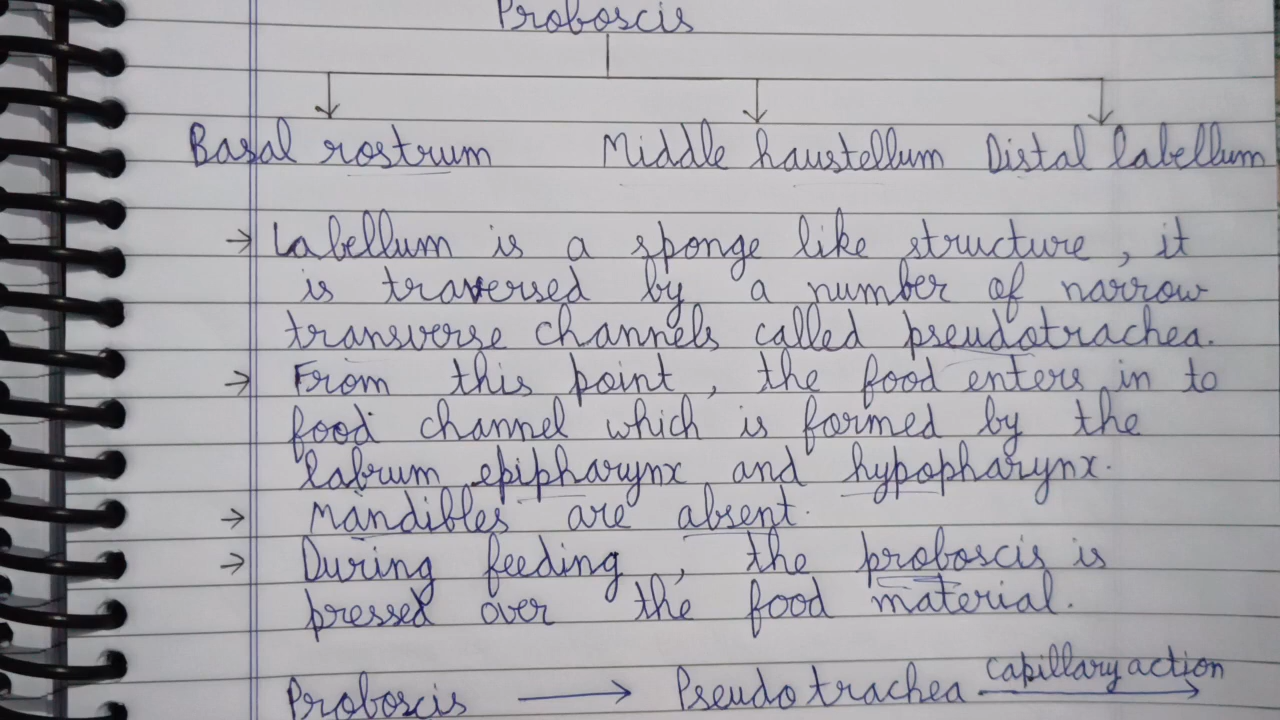 Proboscis
Basal rostrum Middle haustellum Distal labellum
→ Labellum is a sponge like structure, it
is traversed by a number of narrow
transverse channels called pseudotrachea.
→ From this point, the food enters in to
food channel which is formed by the
labrum epipharynx and hypopharynx.
→ Mandibles are absent.
→ During feeding, the proboscis is
pressed over the food material.
Capillary action
Proboscis → Pseudotrachea →